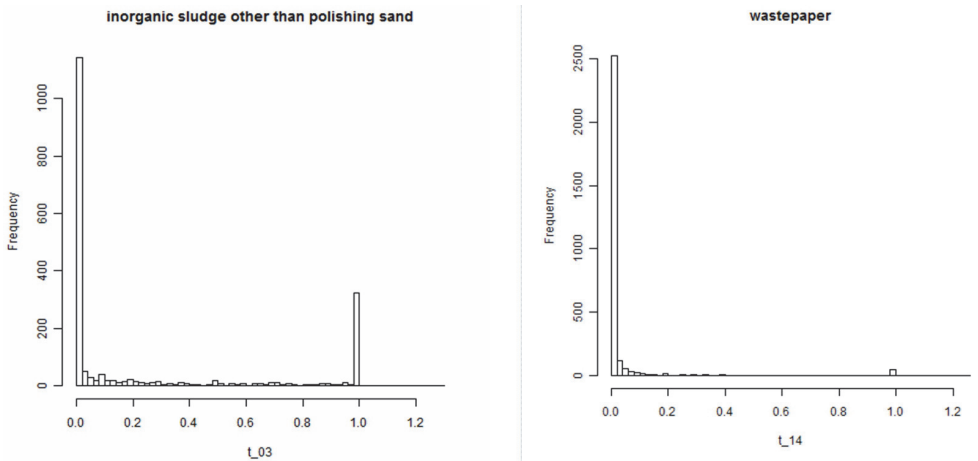 inorganic sludge other than polishing sand
Frequency
1000
800
600
400
200
0
0.0 0.2 0.4 0.6 0.8 1.0 1.2
t_03
wastepaper
Frequency
2500
2000
1500
1000
500
0
0.0 0.2 0.4 0.6 0.8 1.0 1.2
t_14